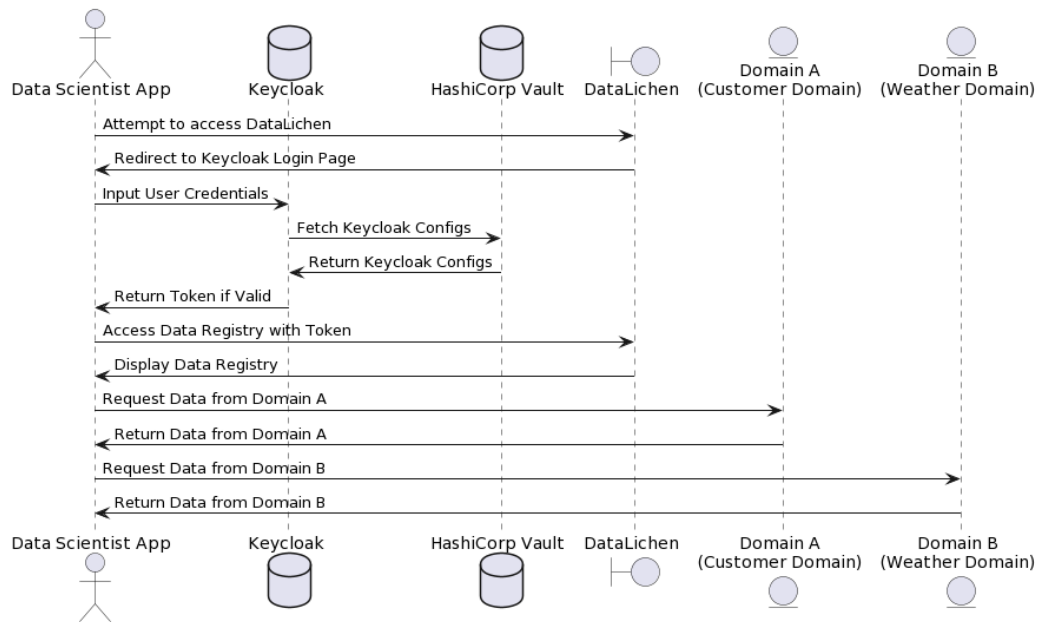 Data Scientist App Keycloak HashiCorp Vault DataLichen Domain A Domain B
(Customer Domain) (Weather Domain)
Attempt to access DataLichen
Redirect to Keycloak Login Page
Input User Credentials
Fetch Keycloak Configs
Return Keycloak Configs
Return Token if Valid
Access Data Registry with Token
Display Data Registry
Request Data from Domain A
Return Data from Domain A
Request Data from Domain B
Return Data from Domain B
Data Scientist App Keycloak HashiCorp Vault DataLichen Domain A Domain B
(Customer Domain) (Weather Domain)